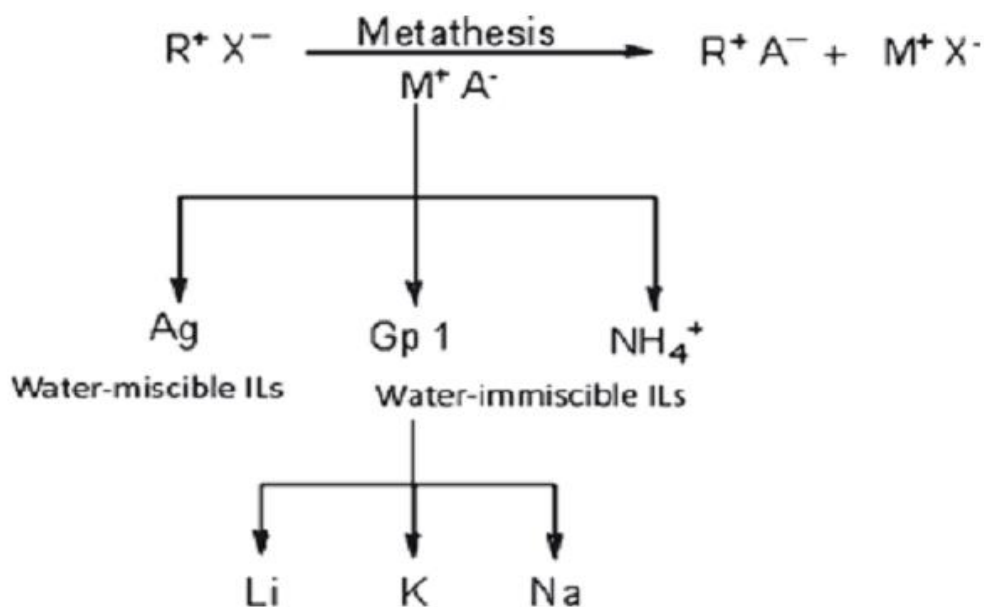 R⁺ X⁻ Metathesis R⁺ A⁻ + M⁺ X⁻
M⁺ A⁻
Ag Gp 1 NH₄⁺
Water-miscible ILs Water-immiscible ILs
Li K Na